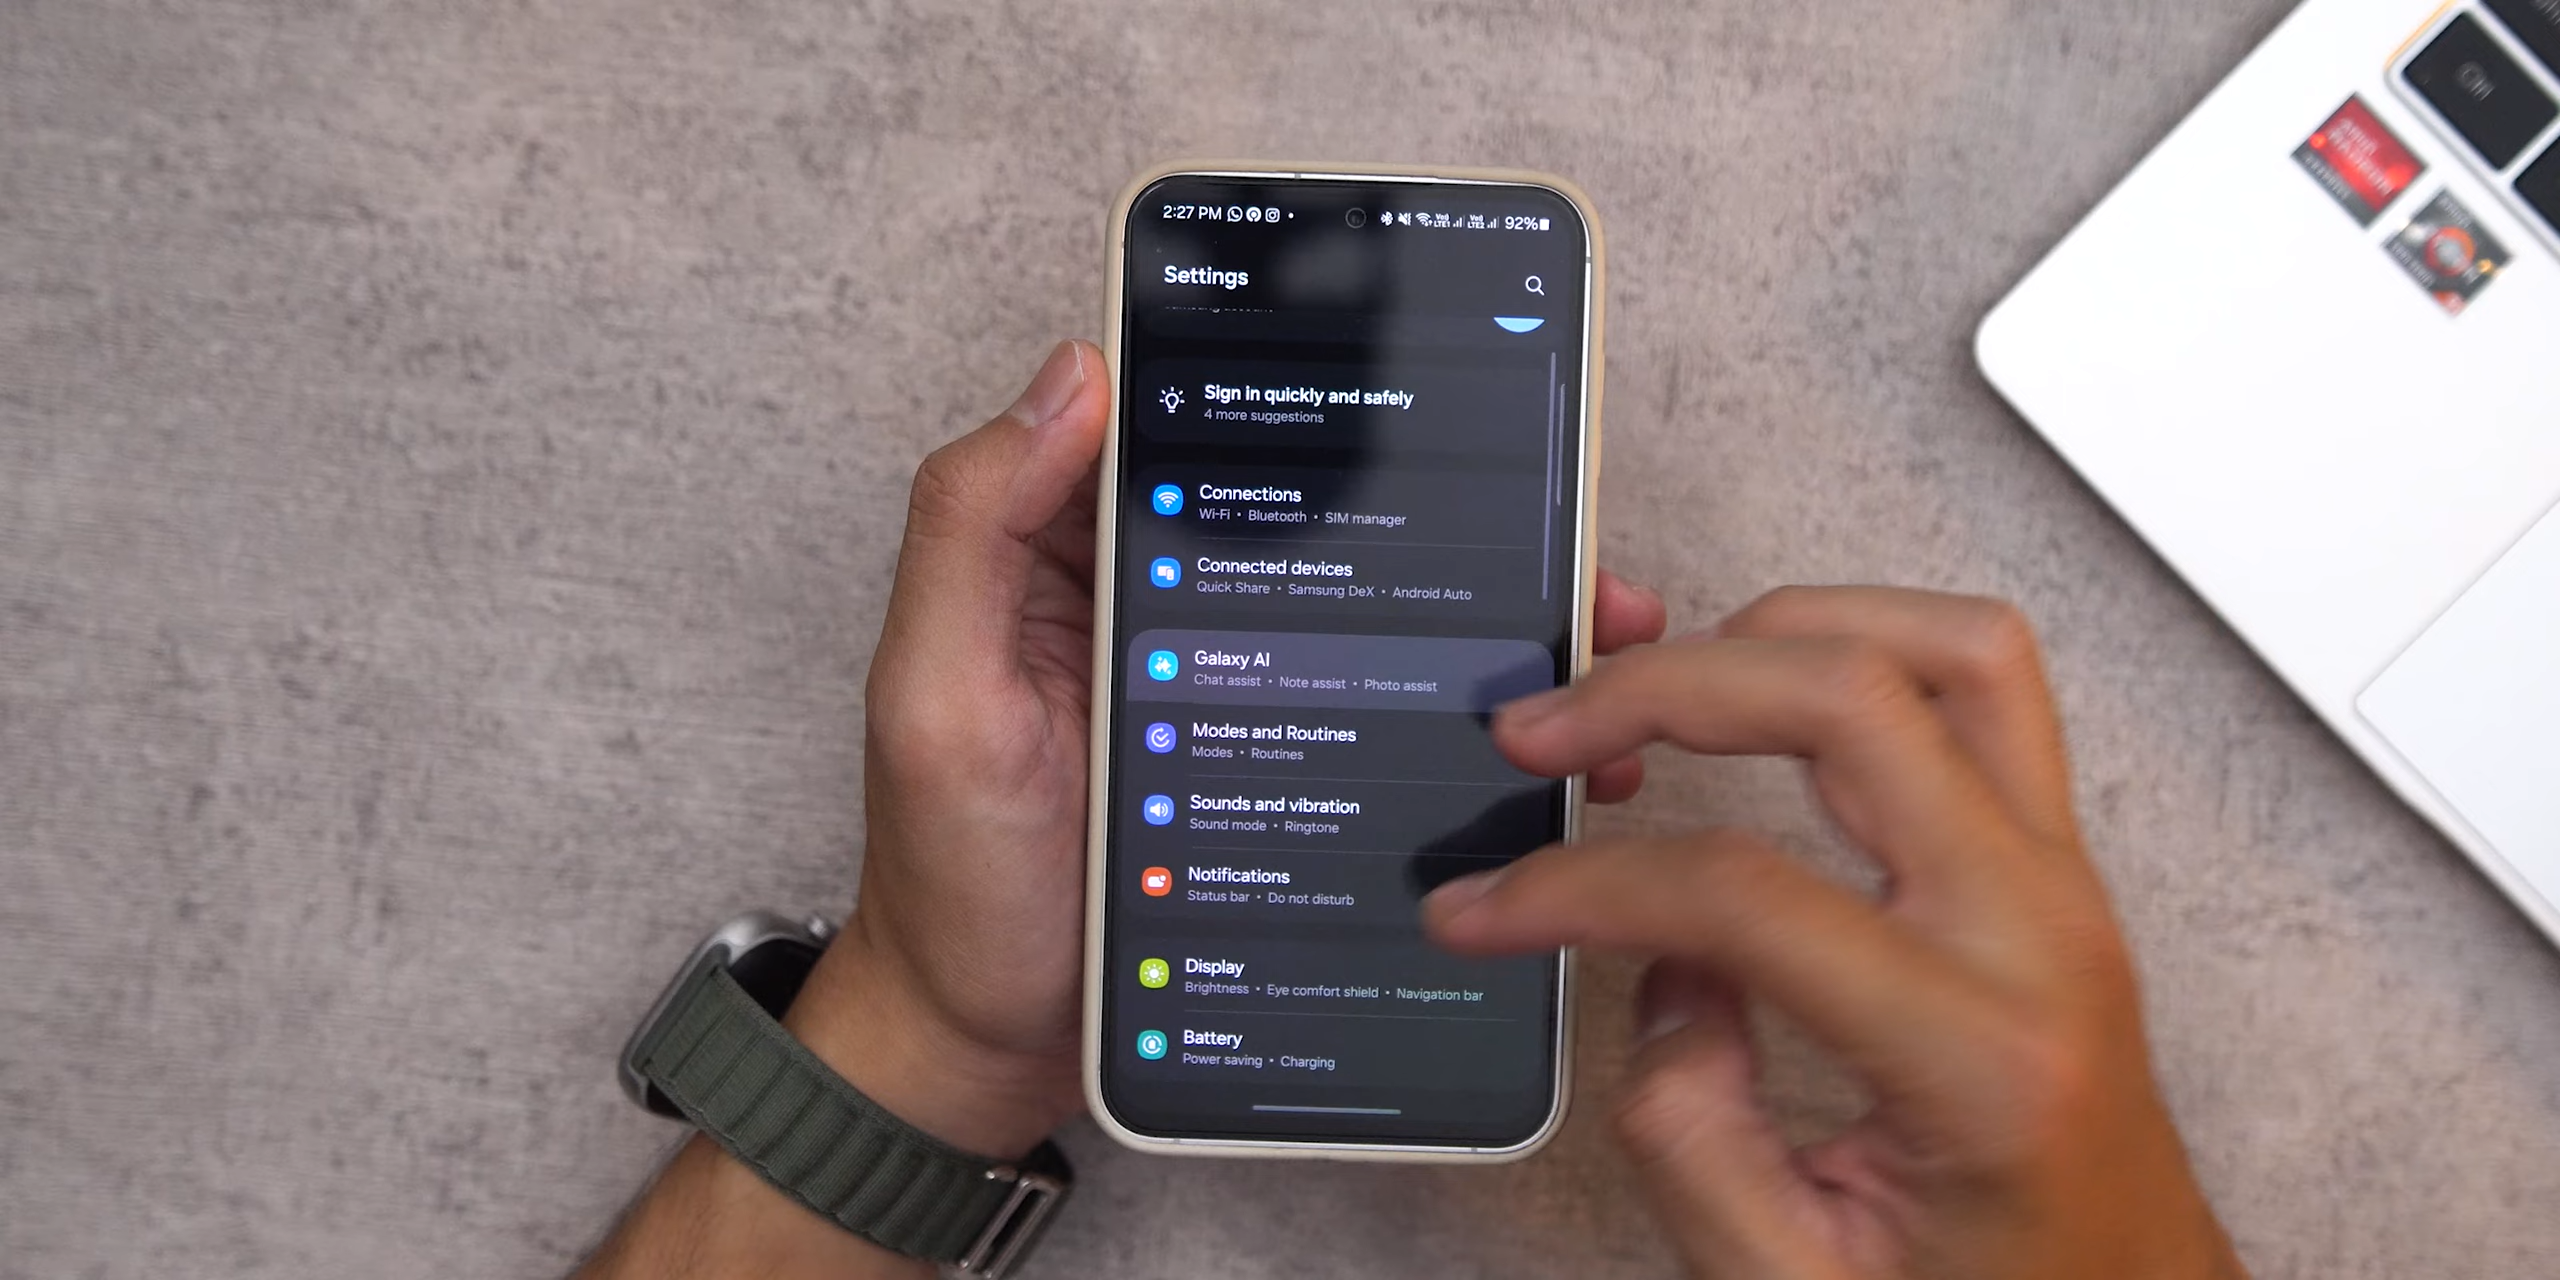 2:27 PM
92%
Settings
Samsung account
Sign in quickly and safely
4 more suggestions
Connections
Wi-Fi • Bluetooth • SIM manager
Connected devices
Quick Share • Samsung DeX • Android Auto
Galaxy AI
Chat assist • Note assist • Photo assist
Modes and Routines
Modes • Routines
Sounds and vibration
Sound mode • Ringtone
Notifications
Status bar • Do not disturb
Display
Brightness • Eye comfort shield • Navigation bar
Battery
Power saving • Charging